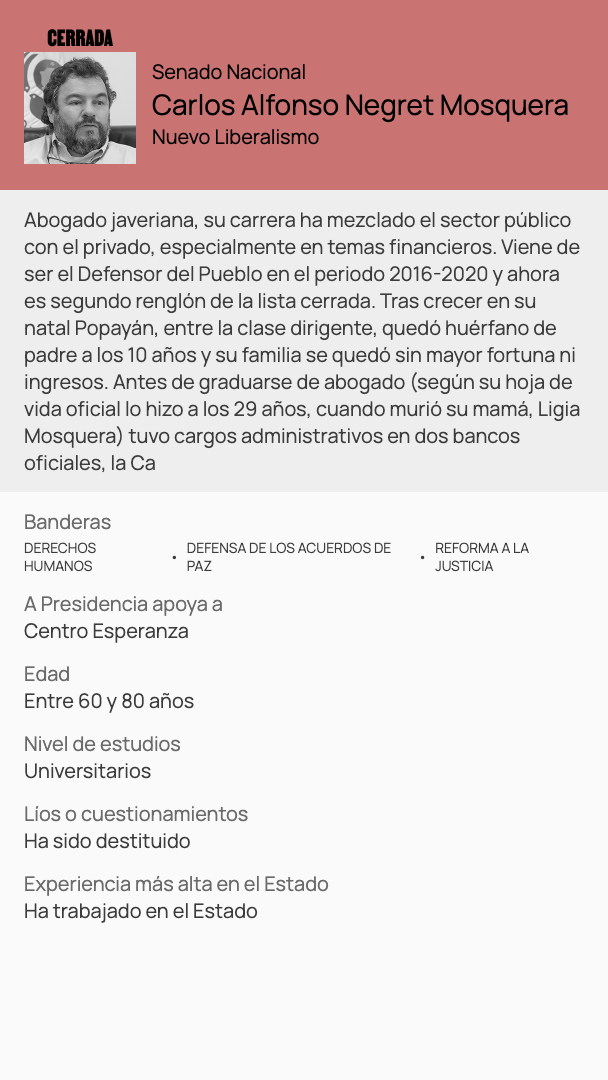 CERRADA
Senado Nacional
Carlos Alfonso Negret Mosquera
Nuevo Liberalismo
Abogado javeriana, su carrera ha mezclado el sector público
con el privado, especialmente en temas financieros. Viene de
ser el Defensor del Pueblo en el periodo 2016-2020 y ahora
es segundo renglón de la lista cerrada. Tras crecer en su
natal Popayán, entre la clase dirigente, quedó huérfano de
padre a los 10 años y su familia se quedó sin mayor fortuna ni
ingresos. Antes de graduarse de abogado (según su hoja de
vida oficial lo hizo a los 29 años, cuando murió su mamá, Ligia
Mosquera) tuvo cargos administrativos en dos bancos
oficiales, la Ca
Banderas
DERECHOS HUMANOS • DEFENSA DE LOS ACUERDOS DE PAZ • REFORMA A LA JUSTICIA
A Presidencia apoya a
Centro Esperanza
Edad
Entre 60 y 80 años
Nivel de estudios
Universitarios
Líos o cuestionamientos
Ha sido destituido
Experiencia más alta en el Estado
Ha trabajado en el Estado